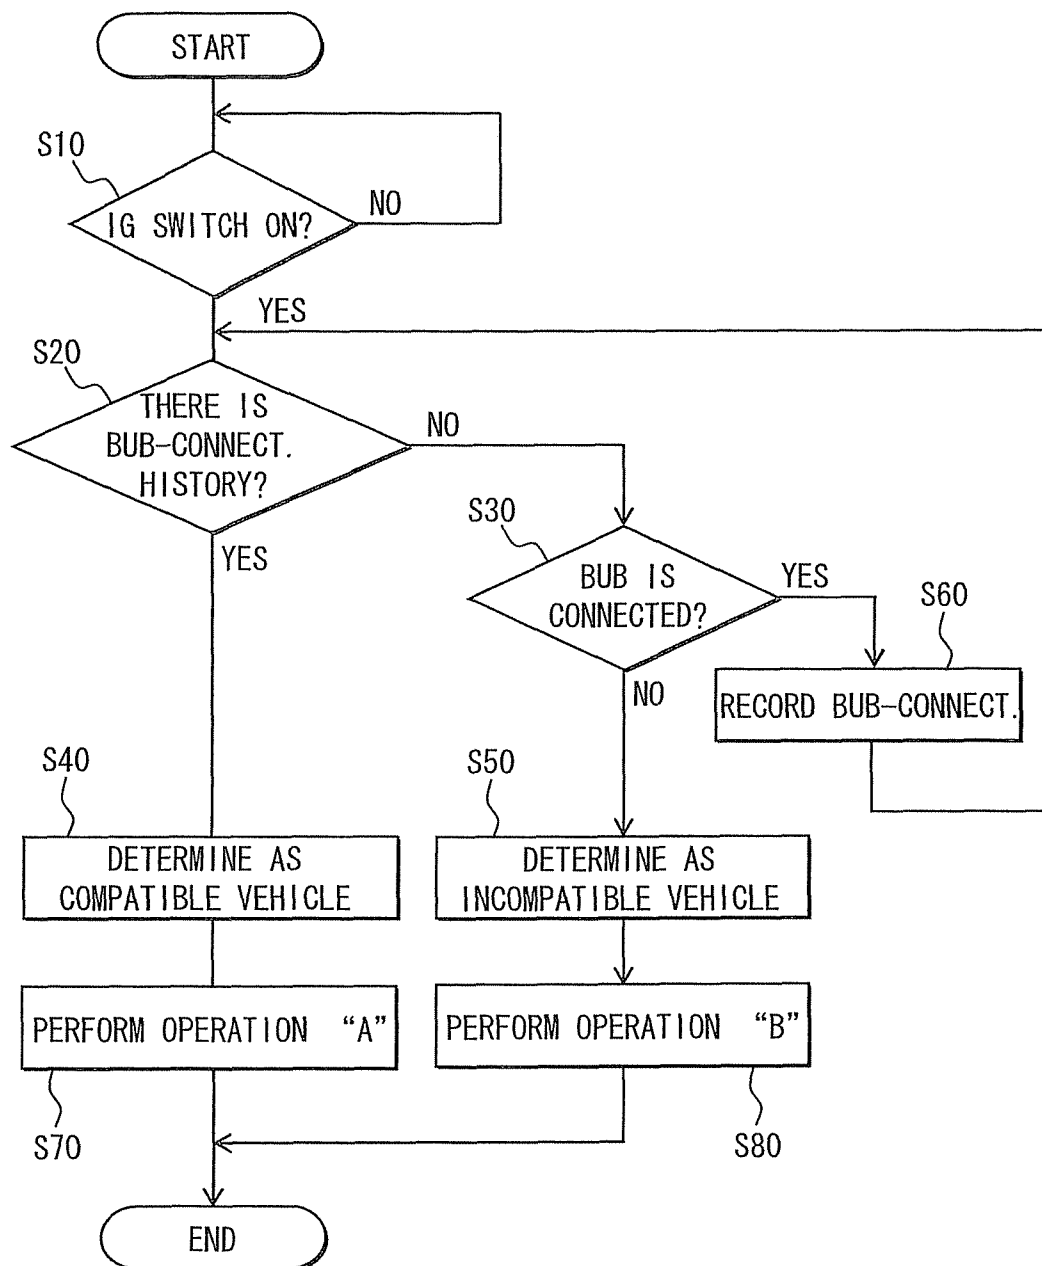 START
S10
IG SWITCH ON?
NO
YES
S20
THERE IS
BUB-CONNECT.
HISTORY?
NO
YES
S30
BUB IS
CONNECTED?
YES
NO
S60
RECORD BUB-CONNECT.
S40
DETERMINE AS
COMPATIBLE VEHICLE
S50
DETERMINE AS
INCOMPATIBLE VEHICLE
PERFORM OPERATION “A”
S70
PERFORM OPERATION “B”
S80
END